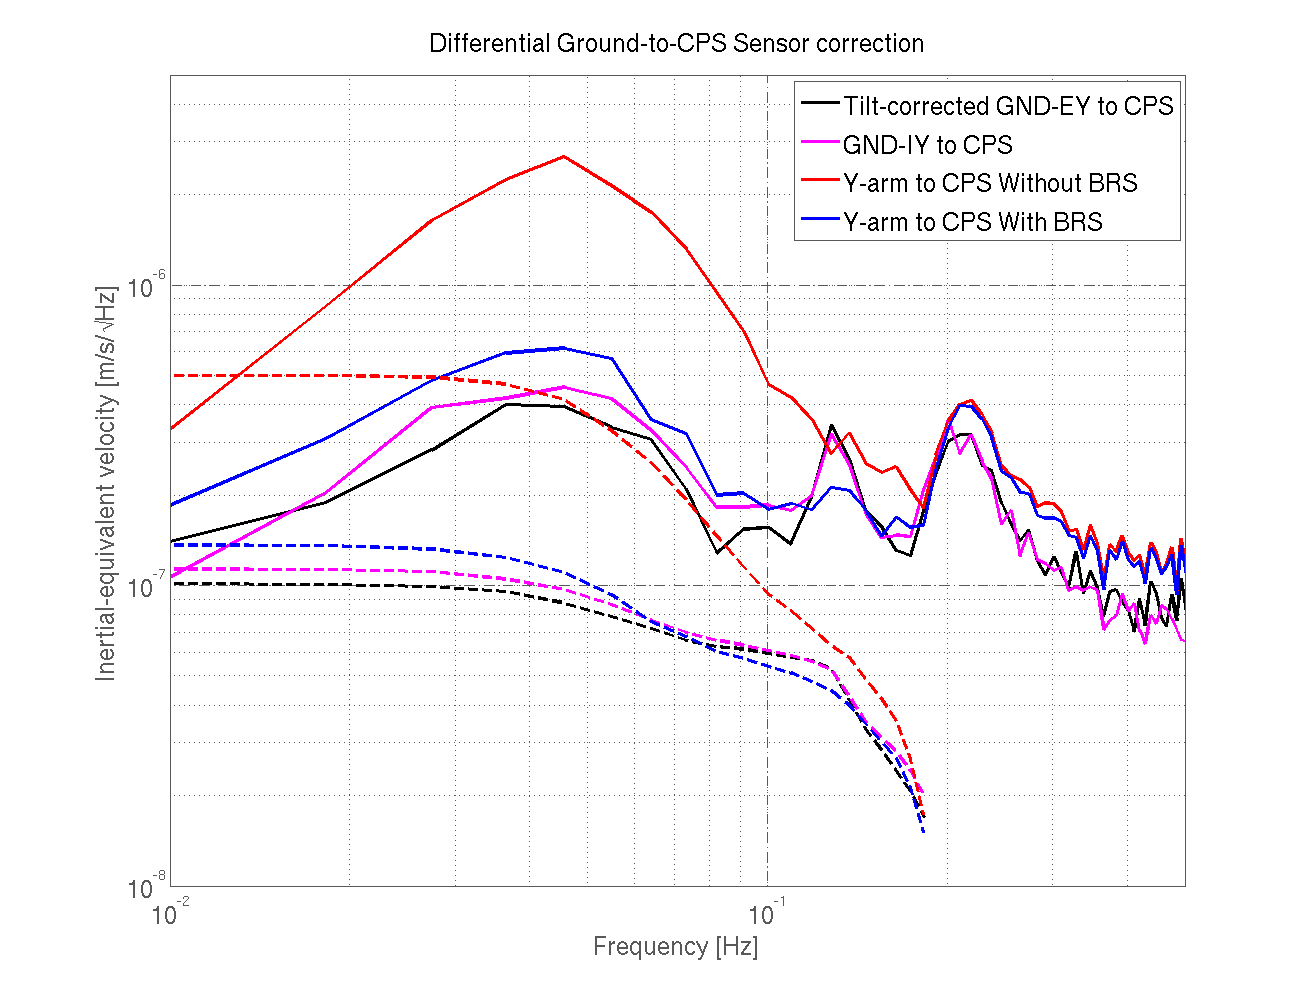 Differential Ground-to-CPS Sensor correction
Tilt-corrected GND-EY to CPS
GND-IY to CPS
Y-arm to CPS Without BRS
Y-arm to CPS With BRS
Inertial-equivalent velocity [m/s/√Hz]
10^-6
10^-7
10^-8
10^-2
10^-1
Frequency [Hz]